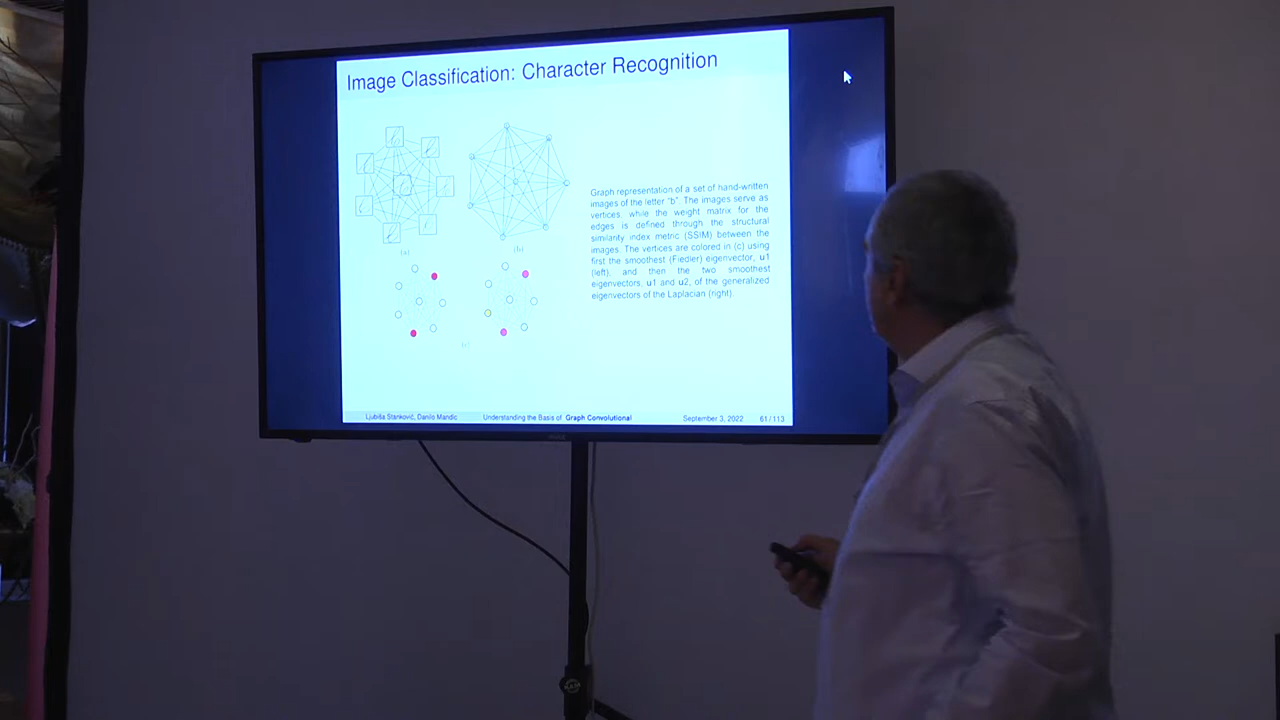 Image Classification: Character Recognition
(a)
(b)
(c)
Graph representation of a set of hand-written
images of the letter "b". The images serve as
vertices, while the weight matrix for the
edges is defined through the structural
similarity index metric (SSIM) between the
images. The vertices are colored in (c) using
first the smoothest (Fiedler) eigenvector, u1
(left), and then the two smoothest
eigenvectors, u1 and u2, of the generalized
eigenvectors of the Laplacian (right).
Ljubiša Stanković, Danilo Mandic
Understanding the Basis of Graph Convolutional
September 3, 2022
61 / 113